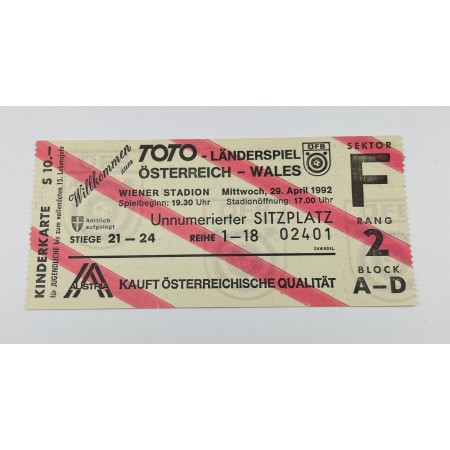 KINDERKARTE S 10.–
für JUGENDLICHE bis zum vollendeten 15. Lebensjahr
Willkommen
zum
TOTO - LÄNDERSPIEL
ÖSTERREICH - WALES
ÖFB
WIENER STADION Mittwoch, 29. April 1992
Spielbeginn: 19.30 Uhr Stadionöffnung: 17.00 Uhr
Amtlich
aufgelegt
Unnumerierter SITZPLATZ
STIEGE 21–24 REIHE 1–18 02401
AUSTRIA
KAUFT ÖSTERREICHISCHE QUALITÄT
SEKTOR
F
RANG
2
BLOCK
A–D